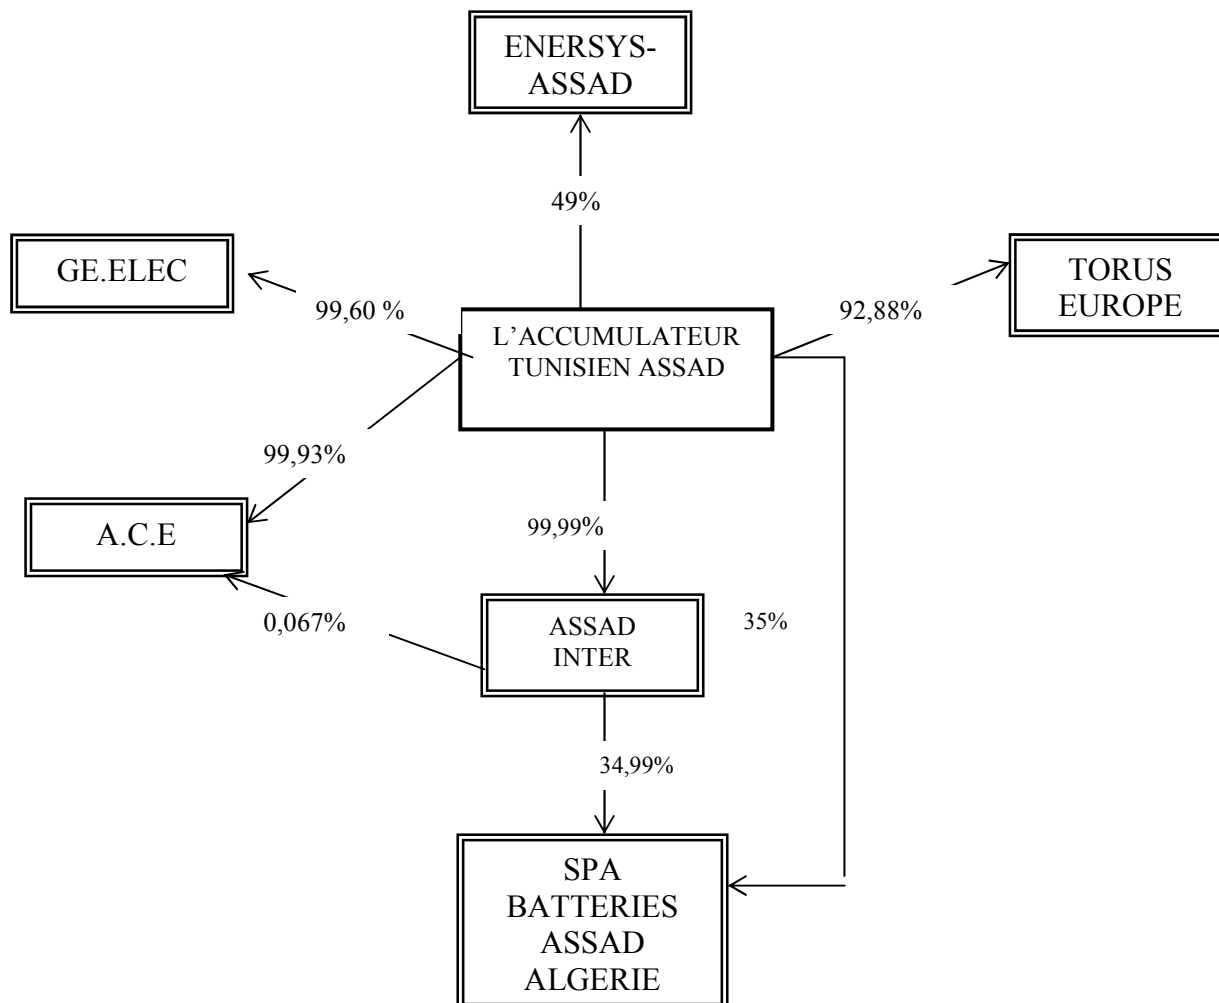 ENERSYS-
ASSAD
49%
GE.ELEC
TORUS
EUROPE
99,60 %
92,88%
L’ACCUMULATEUR
TUNISIEN ASSAD
99,93%
A.C.E
99,99%
0,067%
ASSAD
INTER
35%
34,99%
SPA
BATTERIES
ASSAD
ALGERIE